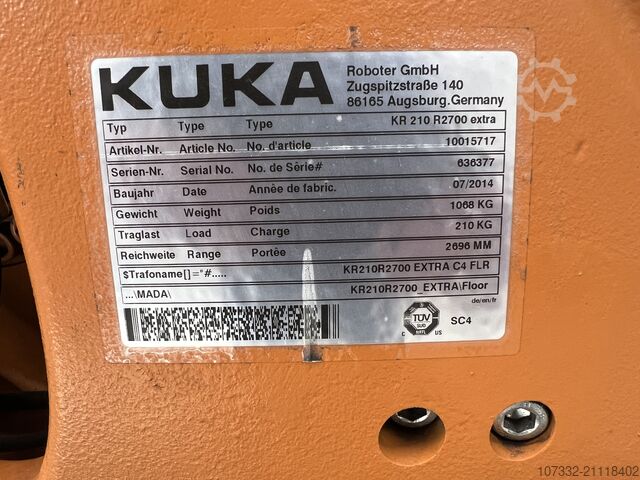 KUKA
Roboter GmbH
Zugspitzstraße 140
86165 Augsburg.Germany
Typ Type Type KR 210 R2700 extra
Artikel-Nr. Article No. No. d'article 10015717
Serien-Nr. Serial No. No. de Série# 636377
Baujahr Date Année de fabric. 07/2014
Gewicht Weight Poids 1068 KG
Traglast Load Charge 210 KG
Reichweite Range Portée 2696 MM
$Trafoname[]="#..... KR210R2700 EXTRA C4 FLR
...\MADA\ KR210R2700_EXTRA\Floor
de/en/fr
TÜV
SÜD
NRTL
C US
SC4
107332-21118402